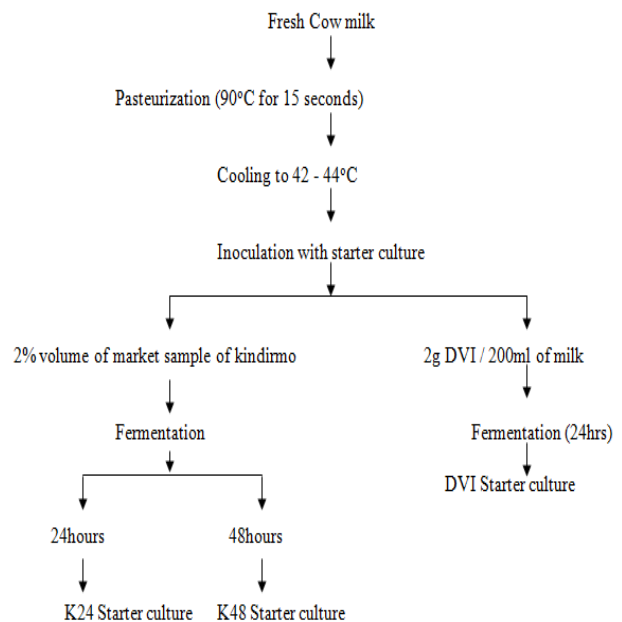 Fresh Cow milk
Pasteurization (90°C for 15 seconds)
Cooling to 42 - 44°C
Inoculation with starter culture
2% volume of market sample of kindirmo
2g DVI / 200ml of milk
Fermentation
Fermentation (24hrs)
DVI Starter culture
24hours
48hours
K24 Starter culture
K48 Starter culture